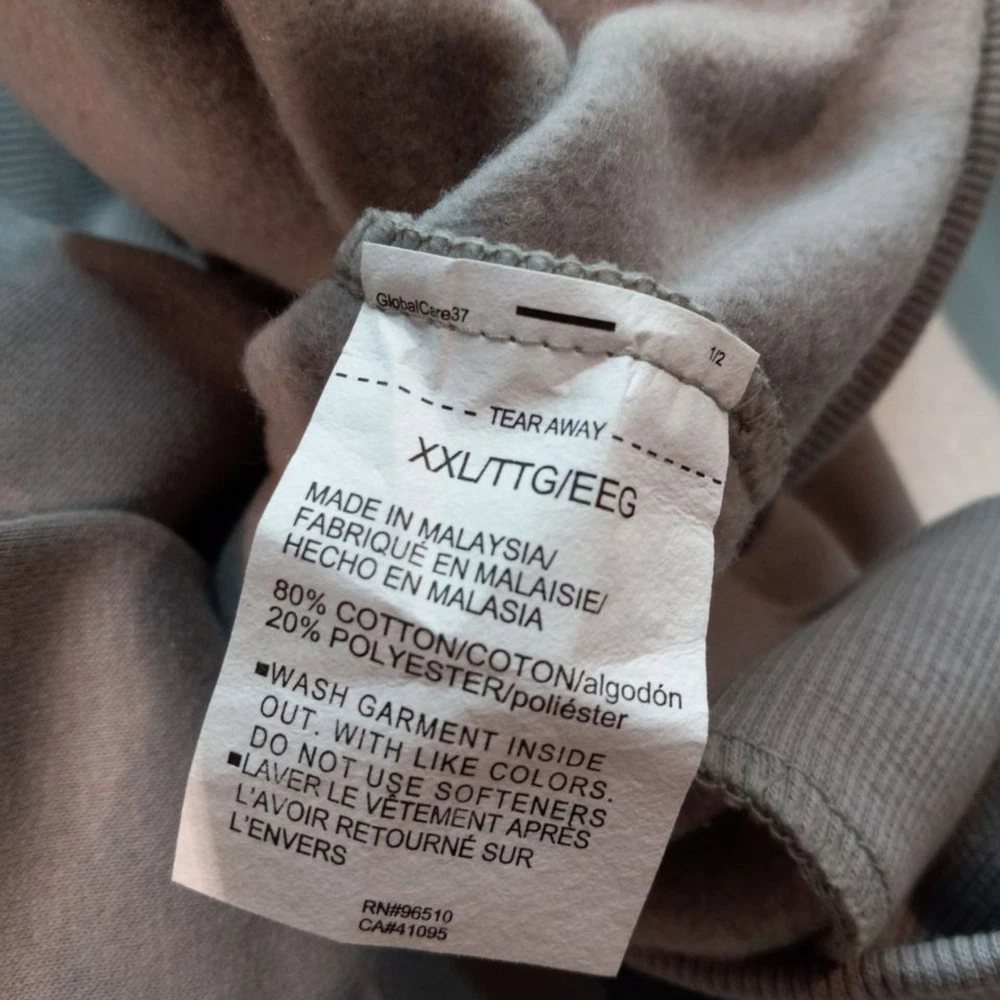 GlobalCare37
1/2
TEAR AWAY
XXL/TTG/EEG
MADE IN MALAYSIA/
FABRIQUÉ EN MALAISIE/
HECHO EN MALASIA
80% COTTON/COTON/algodón
20% POLYESTER/poliéster
▪WASH GARMENT INSIDE
OUT. WITH LIKE COLORS.
DO NOT USE SOFTENERS
▪LAVER LE VÊTEMENT APRÈS
L'AVOIR RETOURNÉ SUR
L'ENVERS
RN#96510
CA#41095